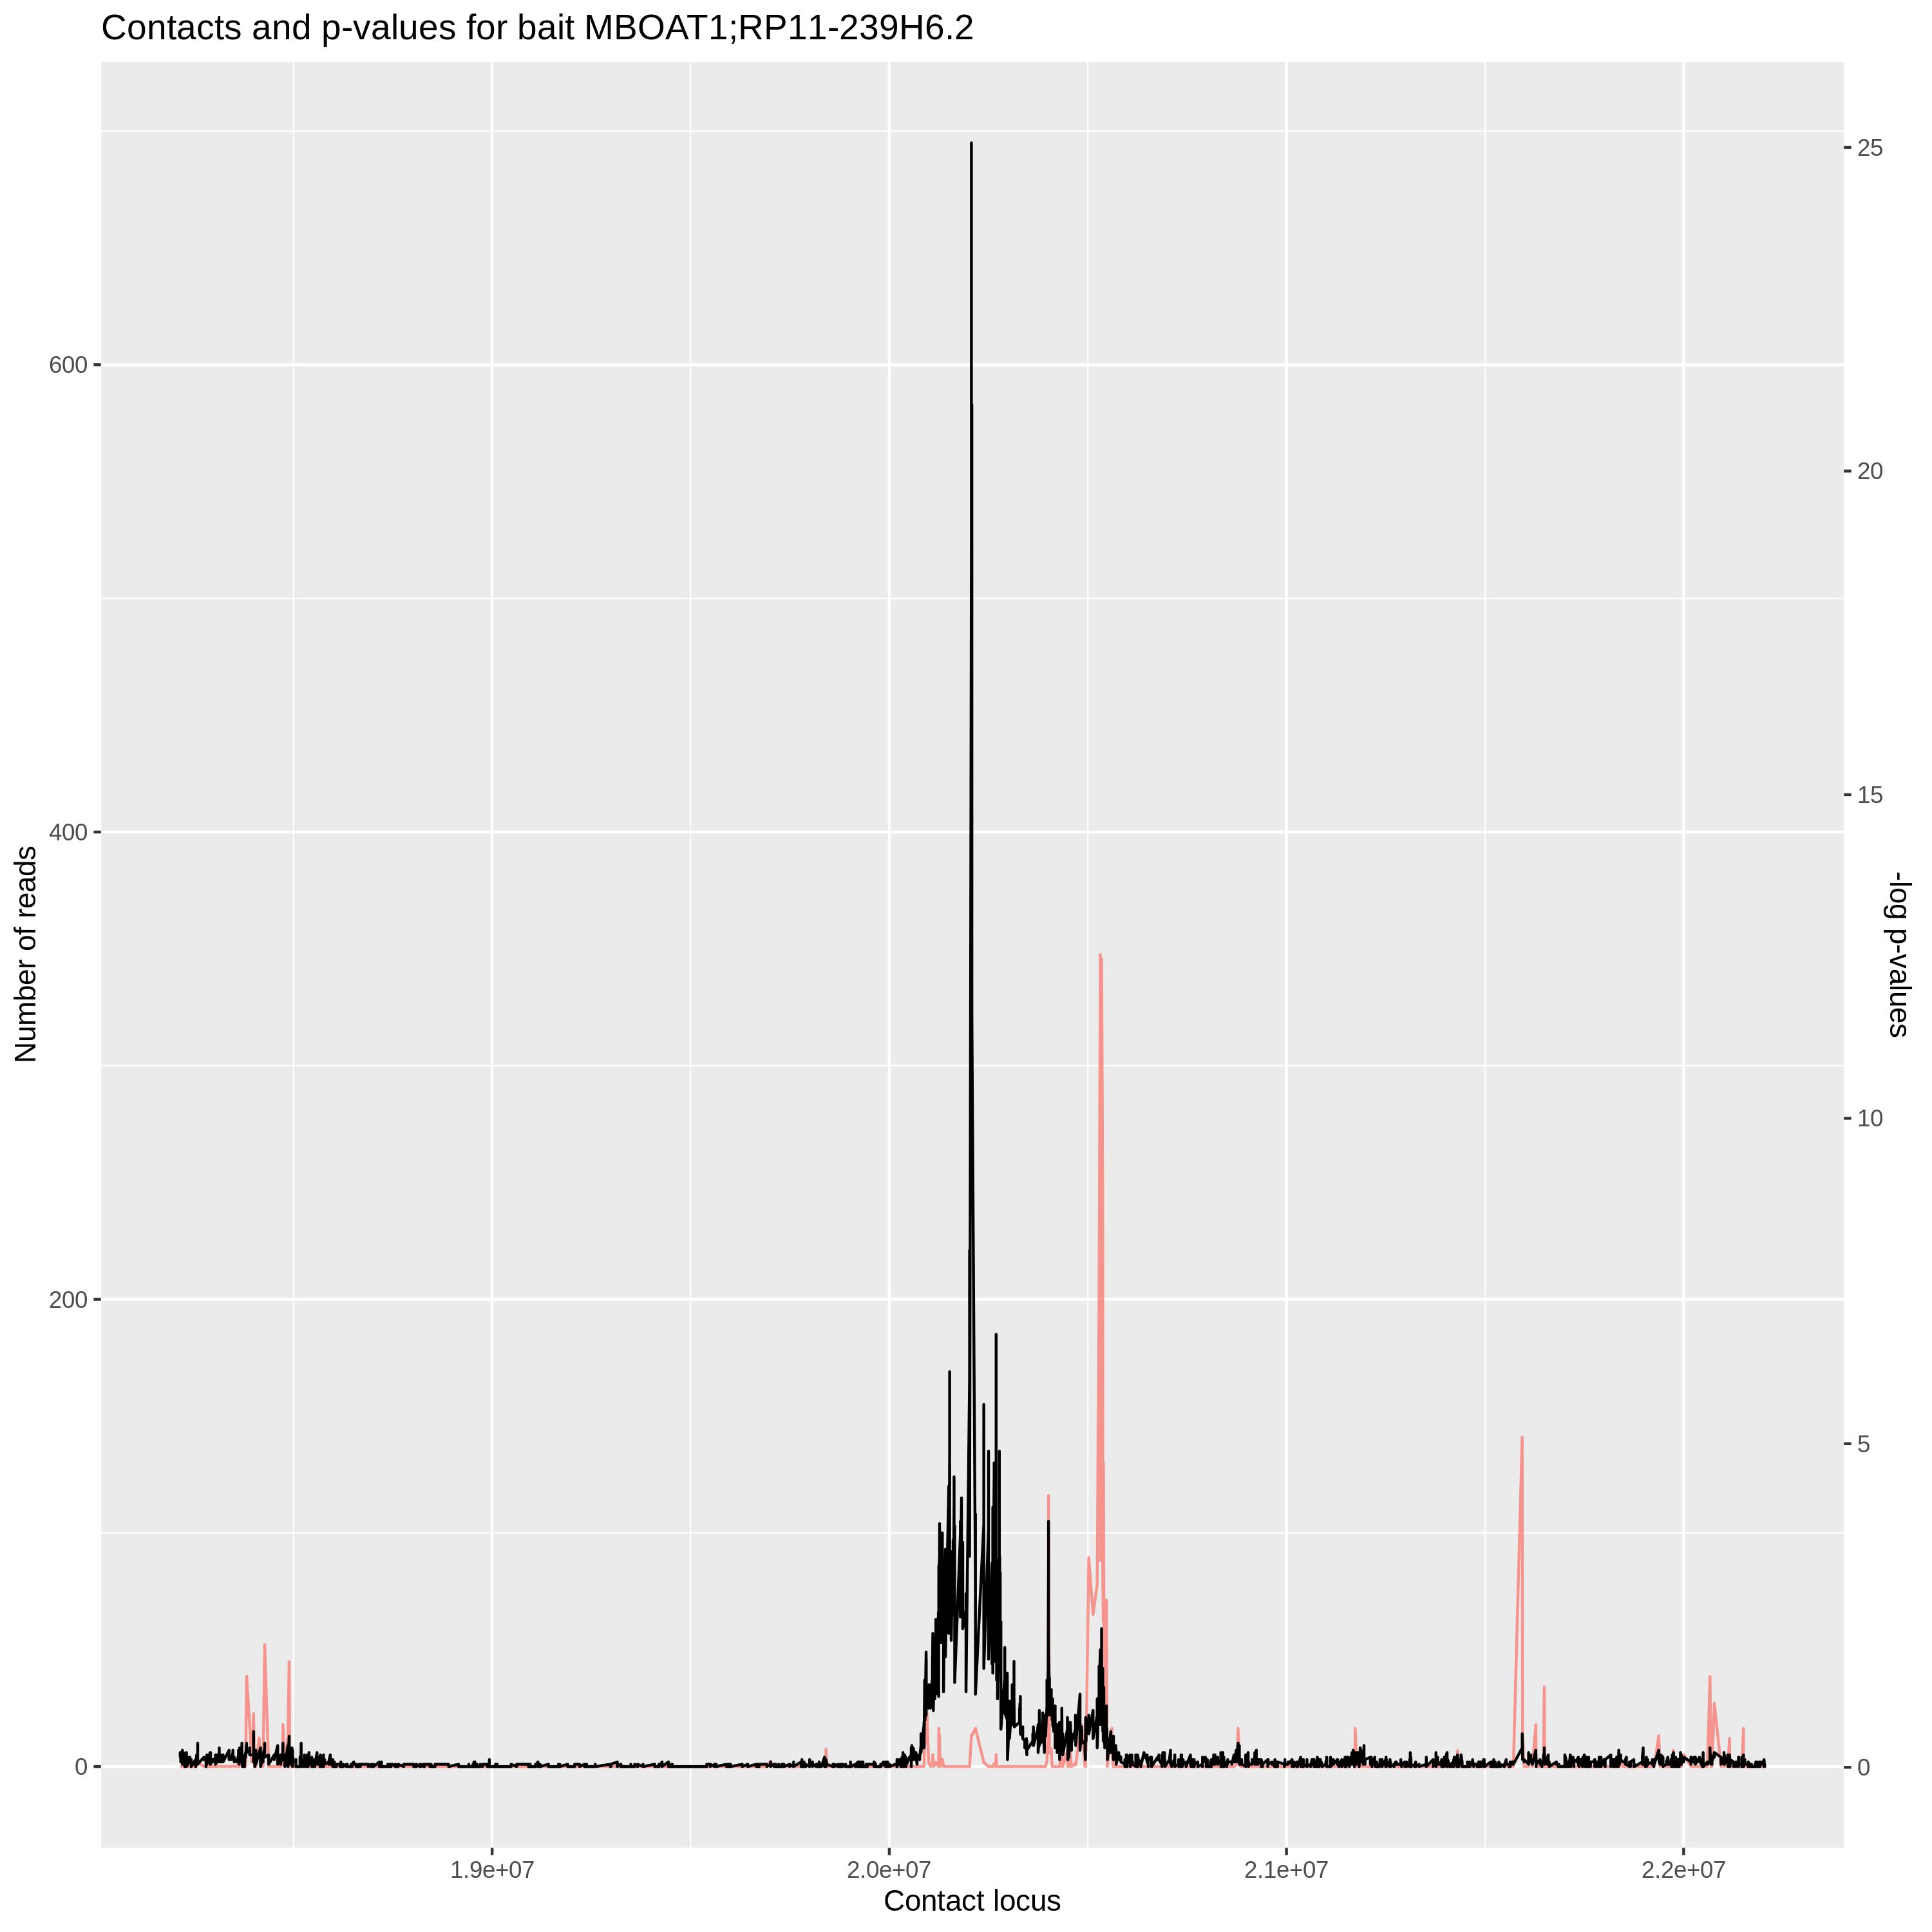 Contacts and p-values for bait MBOAT1;RP11-239H6.2
Number of reads
600
400
200
0
25
20
15
10
5
0
-log p-values
1.9e+07
2.0e+07
2.1e+07
2.2e+07
Contact locus